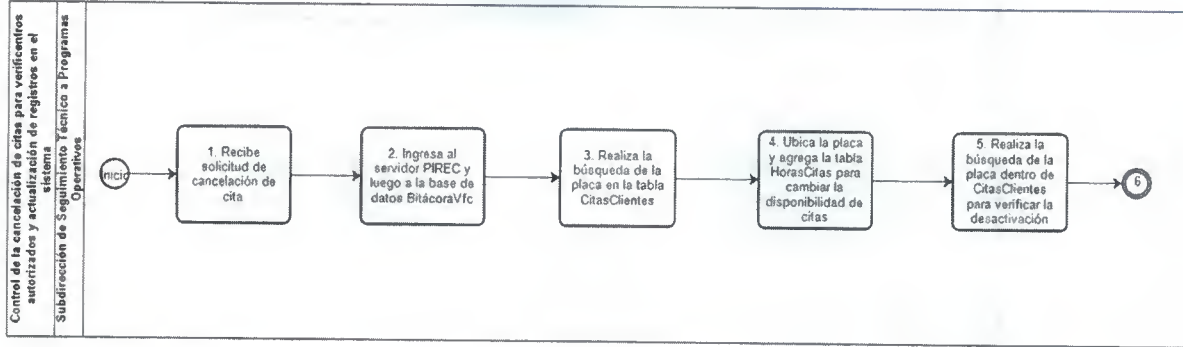 Control de la cancelación de citas para verificentros
autorizados y actualización de registros en el
sistema
Subdirección de Seguimiento Técnico a Programas
Operativos
Inicio
1. Recibe
solicitud de
cancelación de
cita
2. Ingresa al
servidor PIREC y
luego a la base de
datos BitácoraVfc
3. Realiza la
búsqueda de la
placa en la tabla
CitasClientes
4. Ubica la placa
y agrega la tabla
HorasCitas para
cambiar la
disponibilidad de
citas
5. Realiza la
búsqueda de la
placa dentro de
CitasClientes
para verificar la
desactivación
6